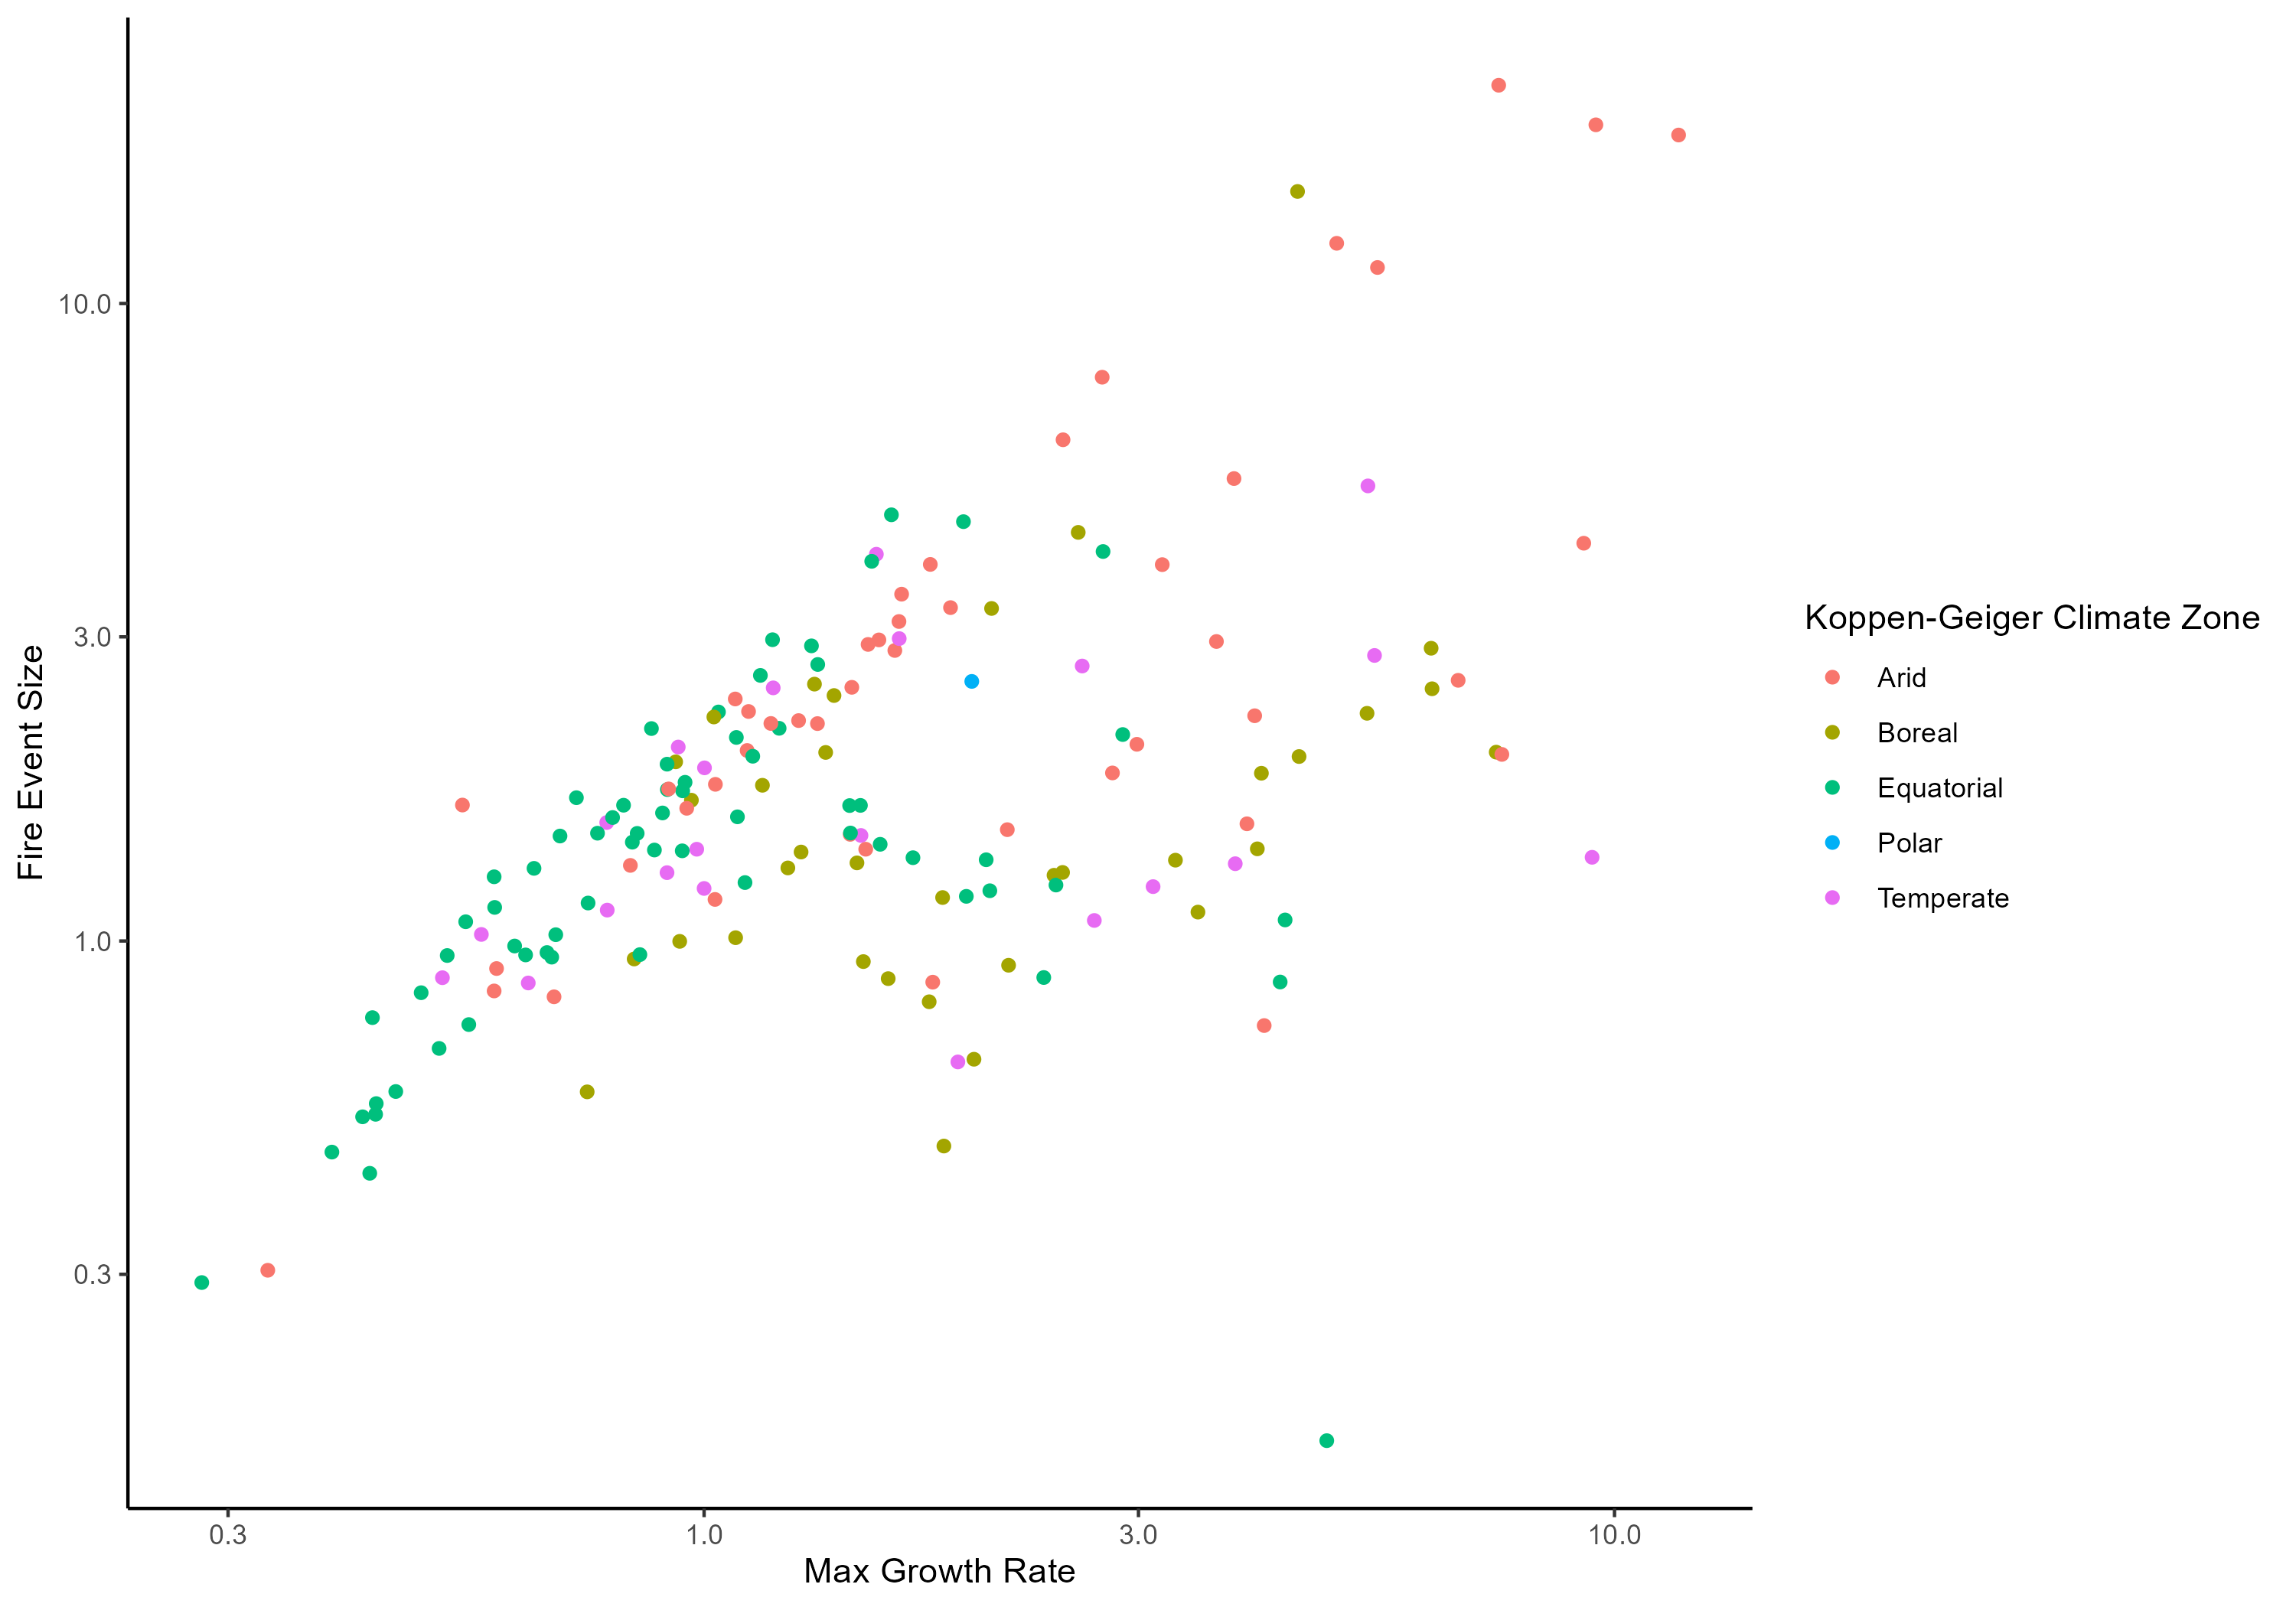 10.0
3.0
1.0
0.3
Fire Event Size
0.3 1.0 3.0 10.0
Max Growth Rate
Koppen-Geiger Climate Zone
Arid
Boreal
Equatorial
Polar
Temperate